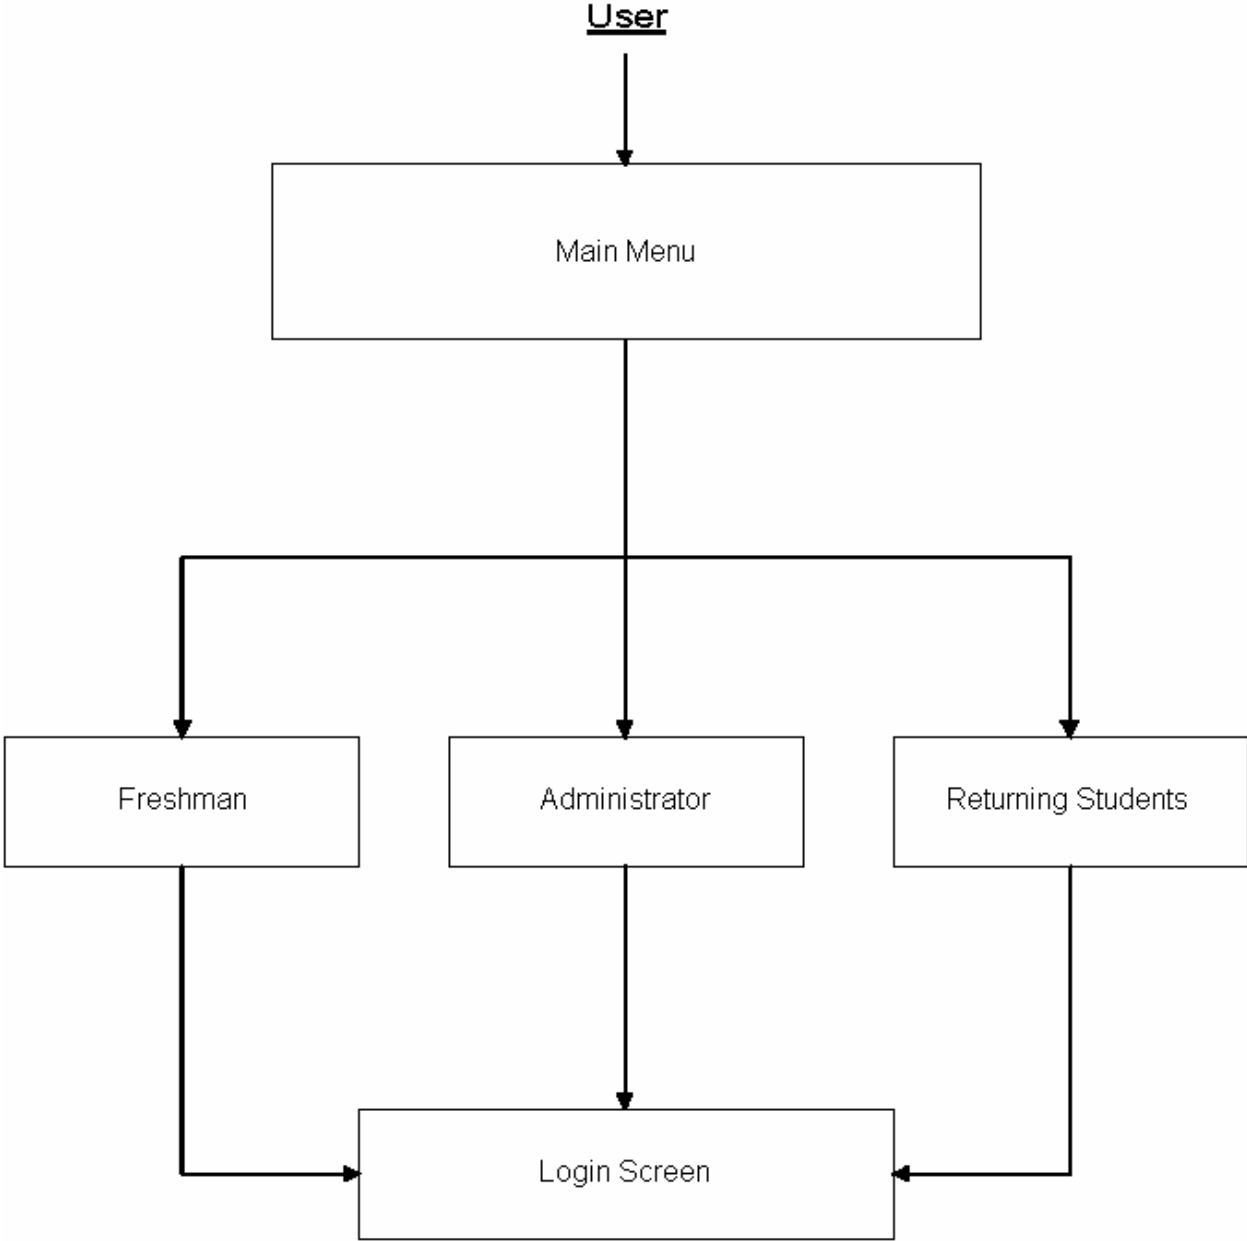 User
Main Menu
Freshman
Administrator
Returning Students
Login Screen